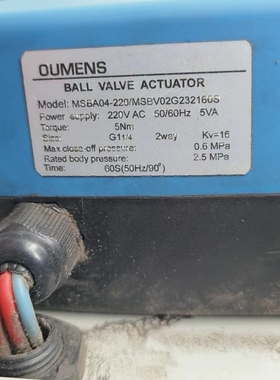 OUMENS
BALL VALVE ACTUATOR
Model: MSBA04-220/MSBV02G232160S
Power supply: 220V AC 50/60Hz 5VA
Torque: 5Nm
Size: G1¼ 2way Kv=16
Max close off pressure: 0.6 MPa
Rated body pressure: 2.5 MPa
Time: 60S(50Hz/90°)